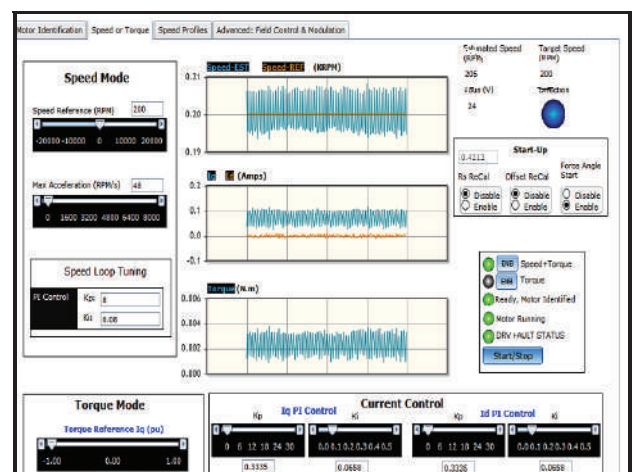 Motor Identification Speed or Torque Speed Profiles Advanced: Field Control & Modulation
Speed Mode
Speed Reference (RPM) 200
-20000 -10000 0 10000 20000
Max Acceleration (RPM/s) 48
0 1600 3200 4800 6400 8000
Speed Loop Tuning
PI Control Kp: 8
Ki: 0.08
Speed-EST Speed-REF (KRPM)
0.21
0.20
0.19
(Amps)
0.2
0.1
0.0
-0.1
Torque (N.m)
0.006
0.004
0.002
0.000
Estimated Speed (RPM) Target Speed (RPM)
205 200
24
0.4212 Start-Up
Rs ReCal Offset ReCal Force Angle Start
Disable Disable Disable
Enable Enable Enable
Speed+Torque
Torque
Ready, Motor Identified
Motor Running
DRV FAULT STATUS
Start/Stop
Torque Mode
Torque Reference Iq (pu)
-1.00 0.00 1.00
Current Control
Kp Iq PI Control Ki Kp Id PI Control Ki
0 6 12 18 24 30 0.0 0.1 0.2 0.3 0.4 0.5 0 6 12 18 24 30 0.0 0.1 0.2 0.3 0.4 0.5
0.3335 0.0658 0.3335 0.0658